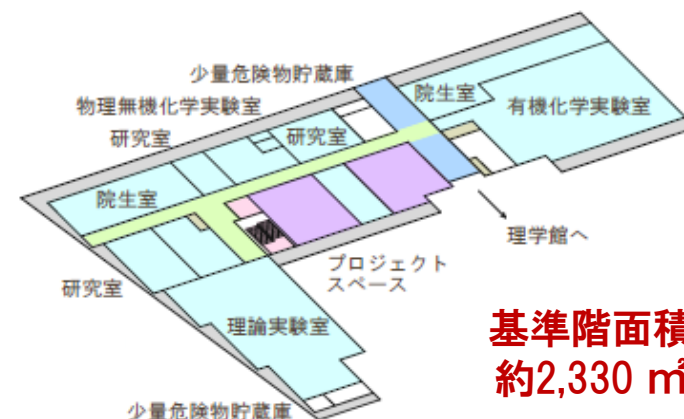 少量危険物貯蔵庫
物理無機化学実験室
研究室
研究室
院生室
有機化学実験室
院生室
理学館へ
プロジェクト
スペース
研究室
理論実験室
少量危険物貯蔵庫
基準階面積
約2,330 ㎡